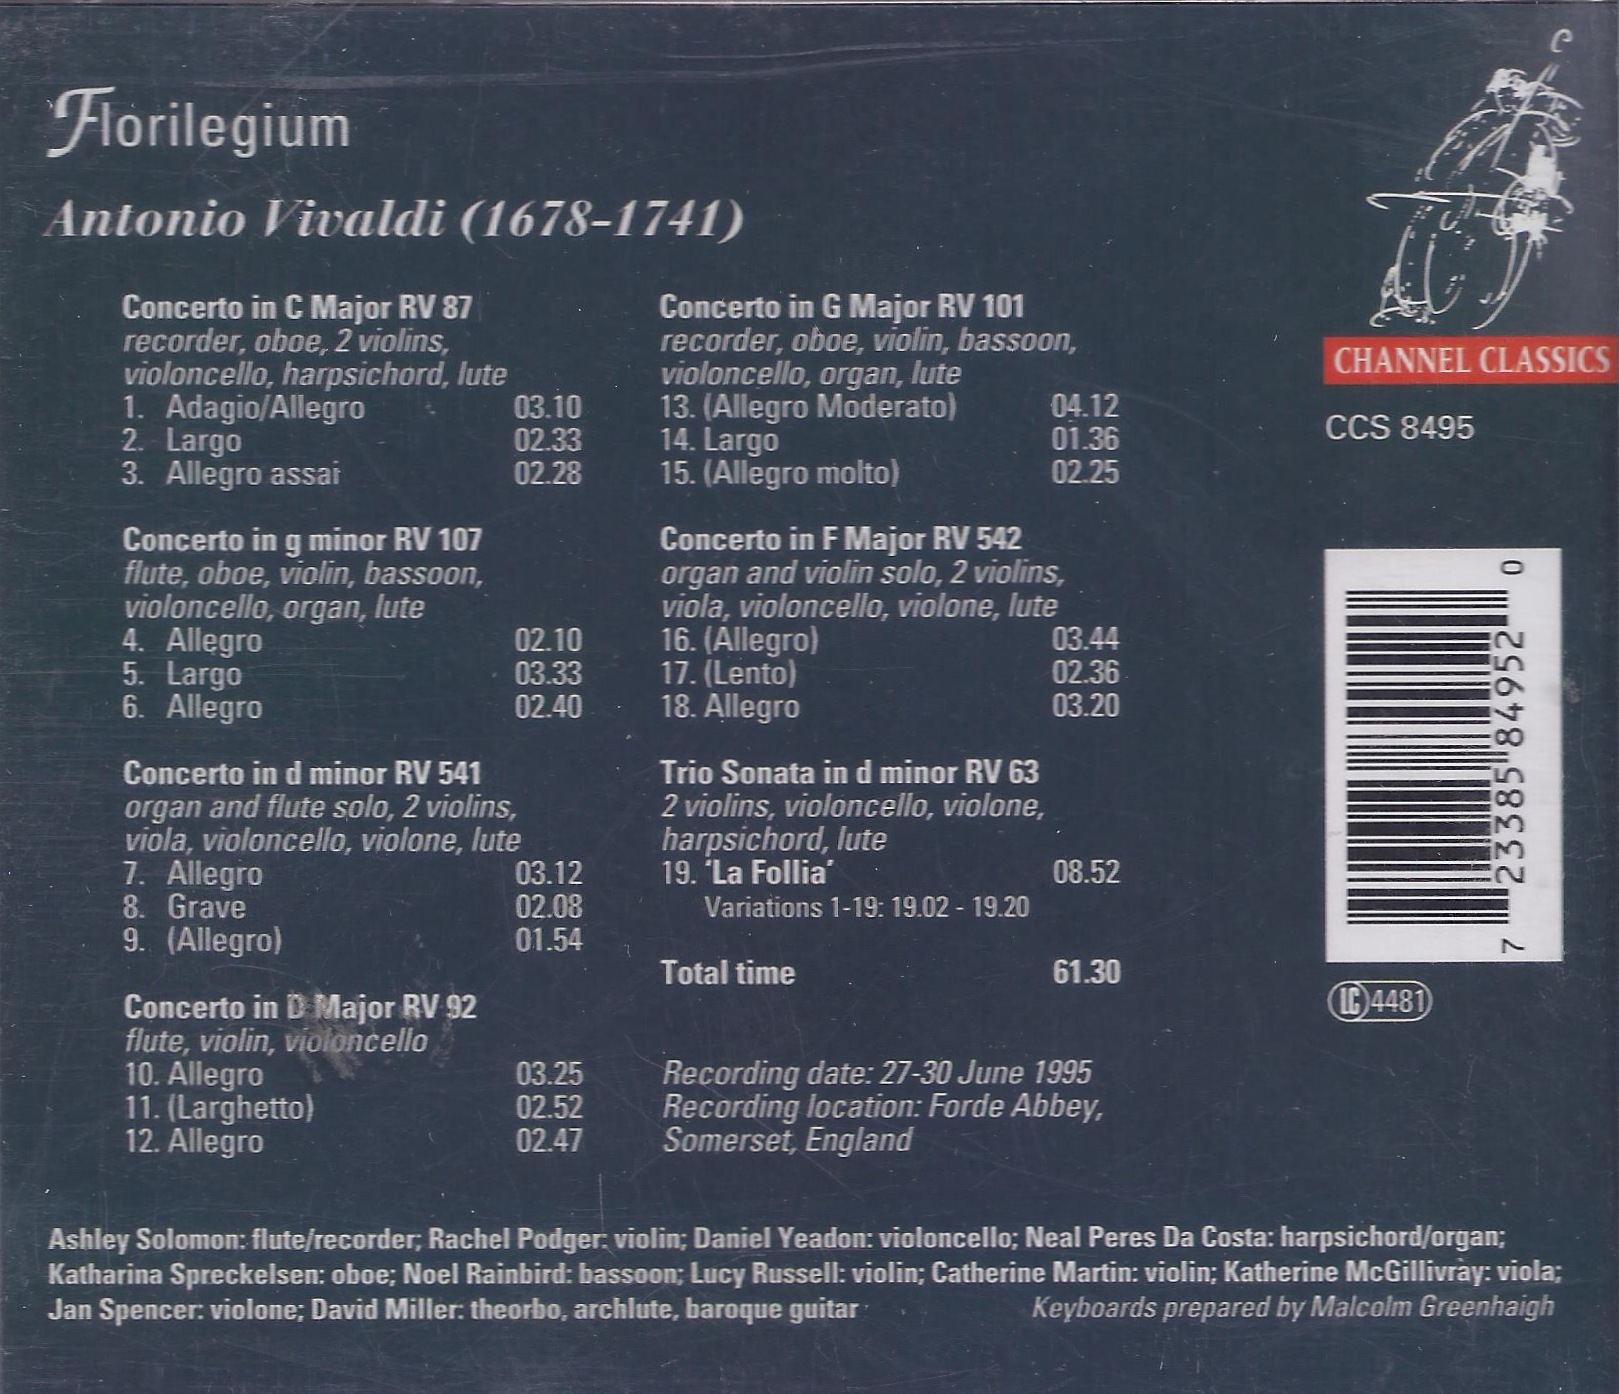 Florilegium
Antonio Vivaldi (1678-1741)
Concerto in C Major RV 87
recorder, oboe, 2 violins,
violoncello, harpsichord, lute
1. Adagio/Allegro 03.10
2. Largo 02.33
3. Allegro assai 02.28
Concerto in g minor RV 107
flute, oboe, violin, bassoon,
violoncello, organ, lute
4. Allegro 02.10
5. Largo 03.33
6. Allegro 02.40
Concerto in d minor RV 541
organ and flute solo, 2 violins,
viola, violoncello, violone, lute
7. Allegro 03.12
8. Grave 02.08
9. (Allegro) 01.54
Concerto in D Major RV 92
flute, violin, violoncello
10. Allegro 03.25
11. (Larghetto) 02.52
12. Allegro 02.47
Concerto in G Major RV 101
recorder, oboe, violin, bassoon,
violoncello, organ, lute
13. (Allegro Moderato) 04.12
14. Largo 01.36
15. (Allegro molto) 02.25
Concerto in F Major RV 542
organ and violin solo, 2 violins,
viola, violoncello, violone, lute
16. (Allegro) 03.44
17. (Lento) 02.36
18. Allegro 03.20
Trio Sonata in d minor RV 63
2 violins, violoncello, violone,
harpsichord, lute
19. 'La Follia' 08.52
Variations 1-19: 19.02 - 19.20
Total time 61.30
Recording date: 27-30 June 1995
Recording location: Forde Abbey,
Somerset, England
CHANNEL CLASSICS
CCS 8495
7 23385 84952 0
LC 4481
Ashley Solomon: flute/recorder; Rachel Podger: violin; Daniel Yeadon: violoncello; Neal Peres Da Costa: harpsichord/organ;
Katharina Spreckelsen: oboe; Noel Rainbird: bassoon; Lucy Russell: violin; Catherine Martin: violin; Katherine McGillivray: viola;
Jan Spencer: violone; David Miller: theorbo, archlute, baroque guitar
Keyboards prepared by Malcolm Greenhaigh